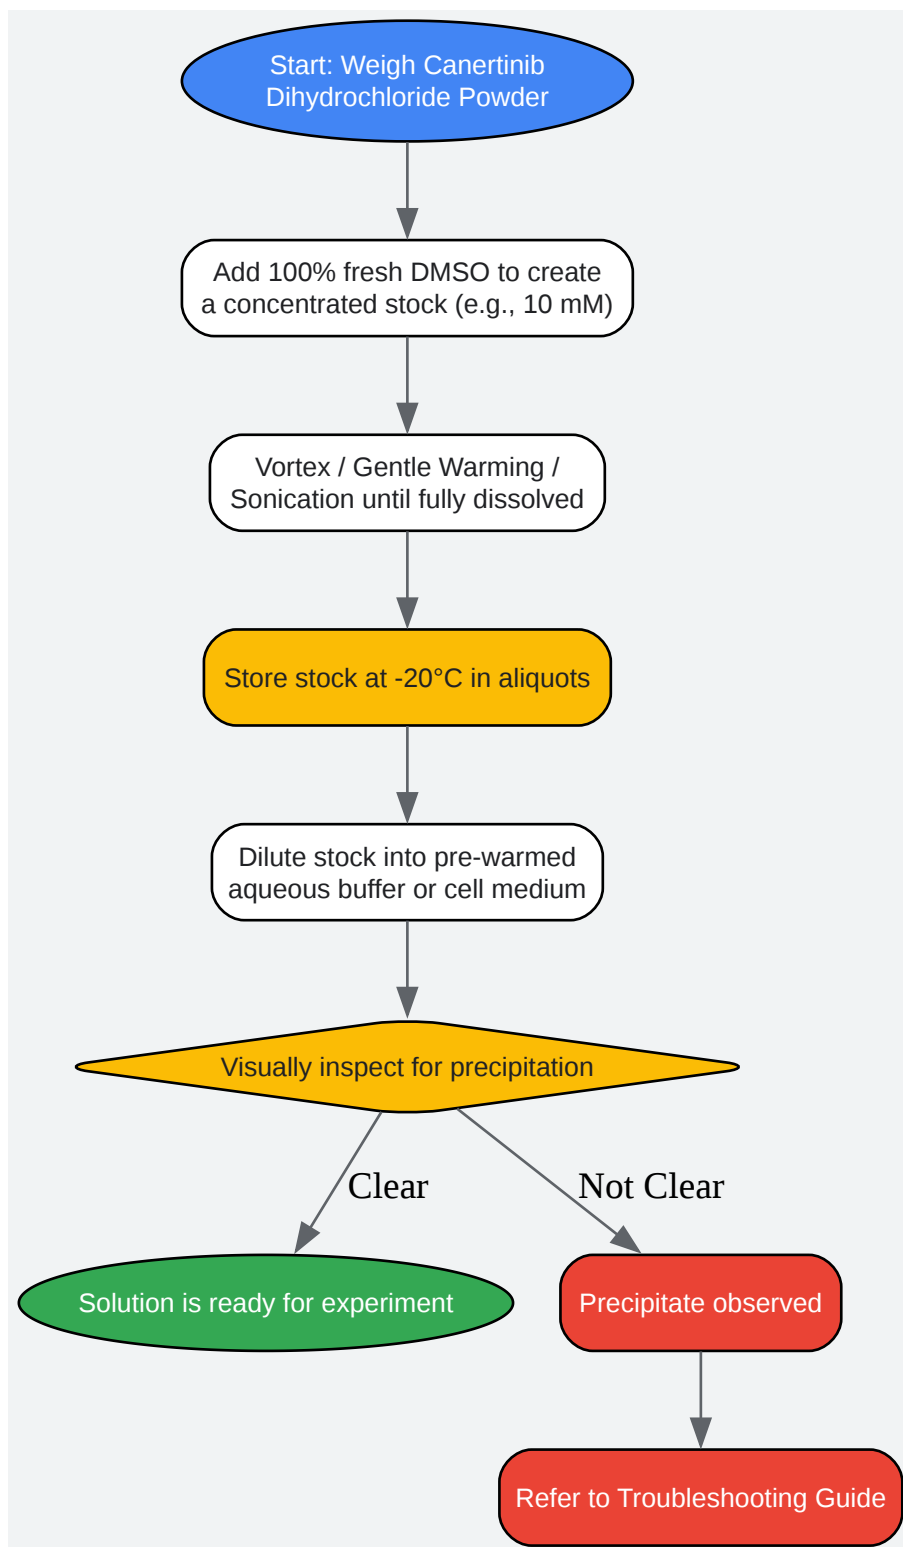 Start: Weigh Canertinib
Dihydrochloride Powder
Add 100% fresh DMSO to create
a concentrated stock (e.g., 10 mM)
Vortex / Gentle Warming /
Sonication until fully dissolved
Store stock at -20°C in aliquots
Dilute stock into pre-warmed
aqueous buffer or cell medium
Visually inspect for precipitation
Clear
Not Clear
Solution is ready for experiment
Precipitate observed
Refer to Troubleshooting Guide